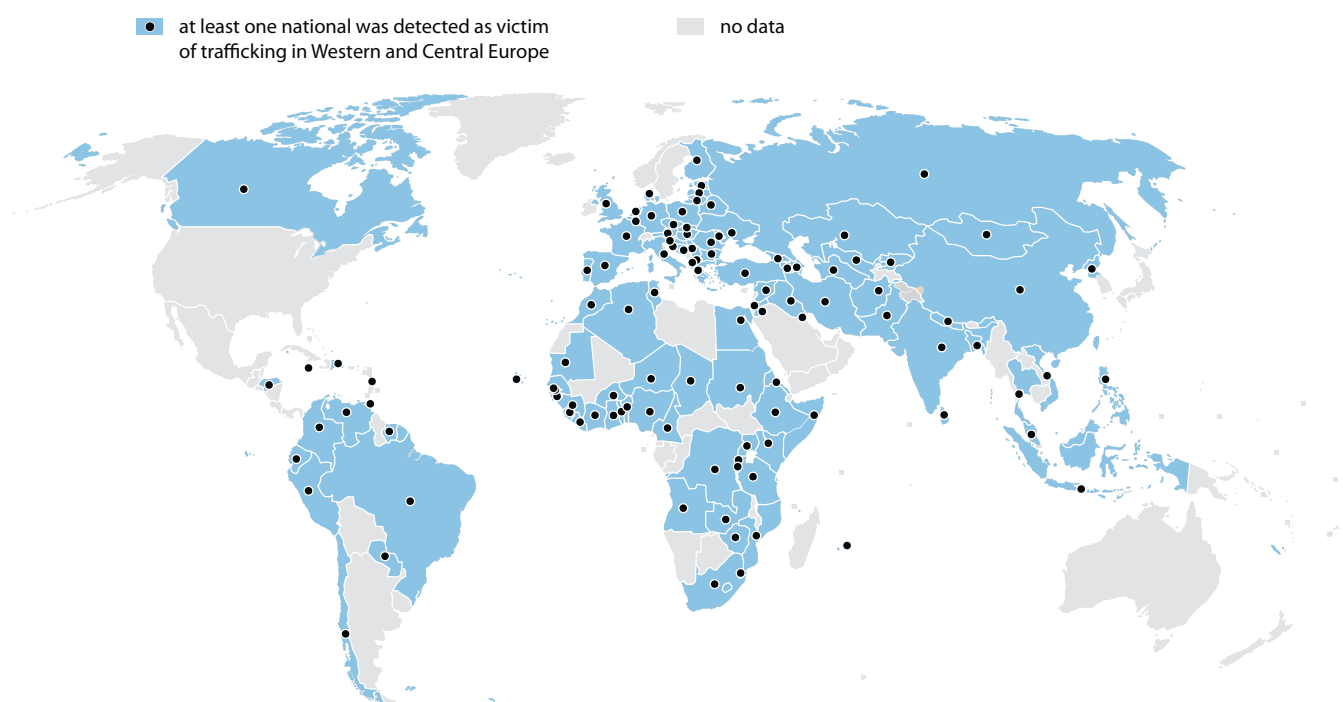 at least one national was detected as victim
of trafficking in Western and Central Europe
no data